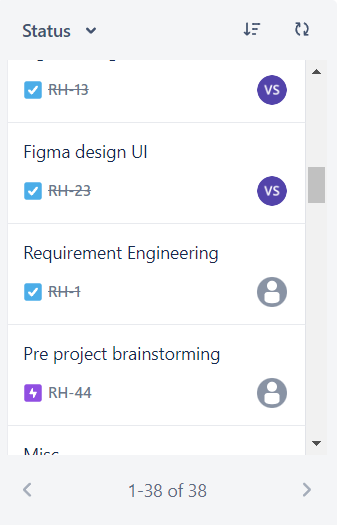 Status
RH-13
VS
Figma design UI
RH-23
VS
Requirement Engineering
RH-1
Pre project brainstorming
RH-44
Misc
1-38 of 38